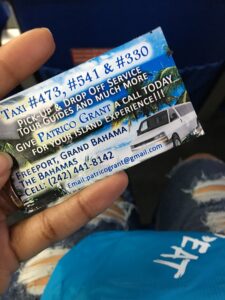 Taxi #473, #541 & #330
Pick-up & Drop off Service
Tour Guides and Much More
Give Patrico Grant a Call Today
For Your Island Experience!!
Freeport, Grand Bahama
The Bahamas
Cell: (242) 441-8142
Email:patricogrant@gmail.com